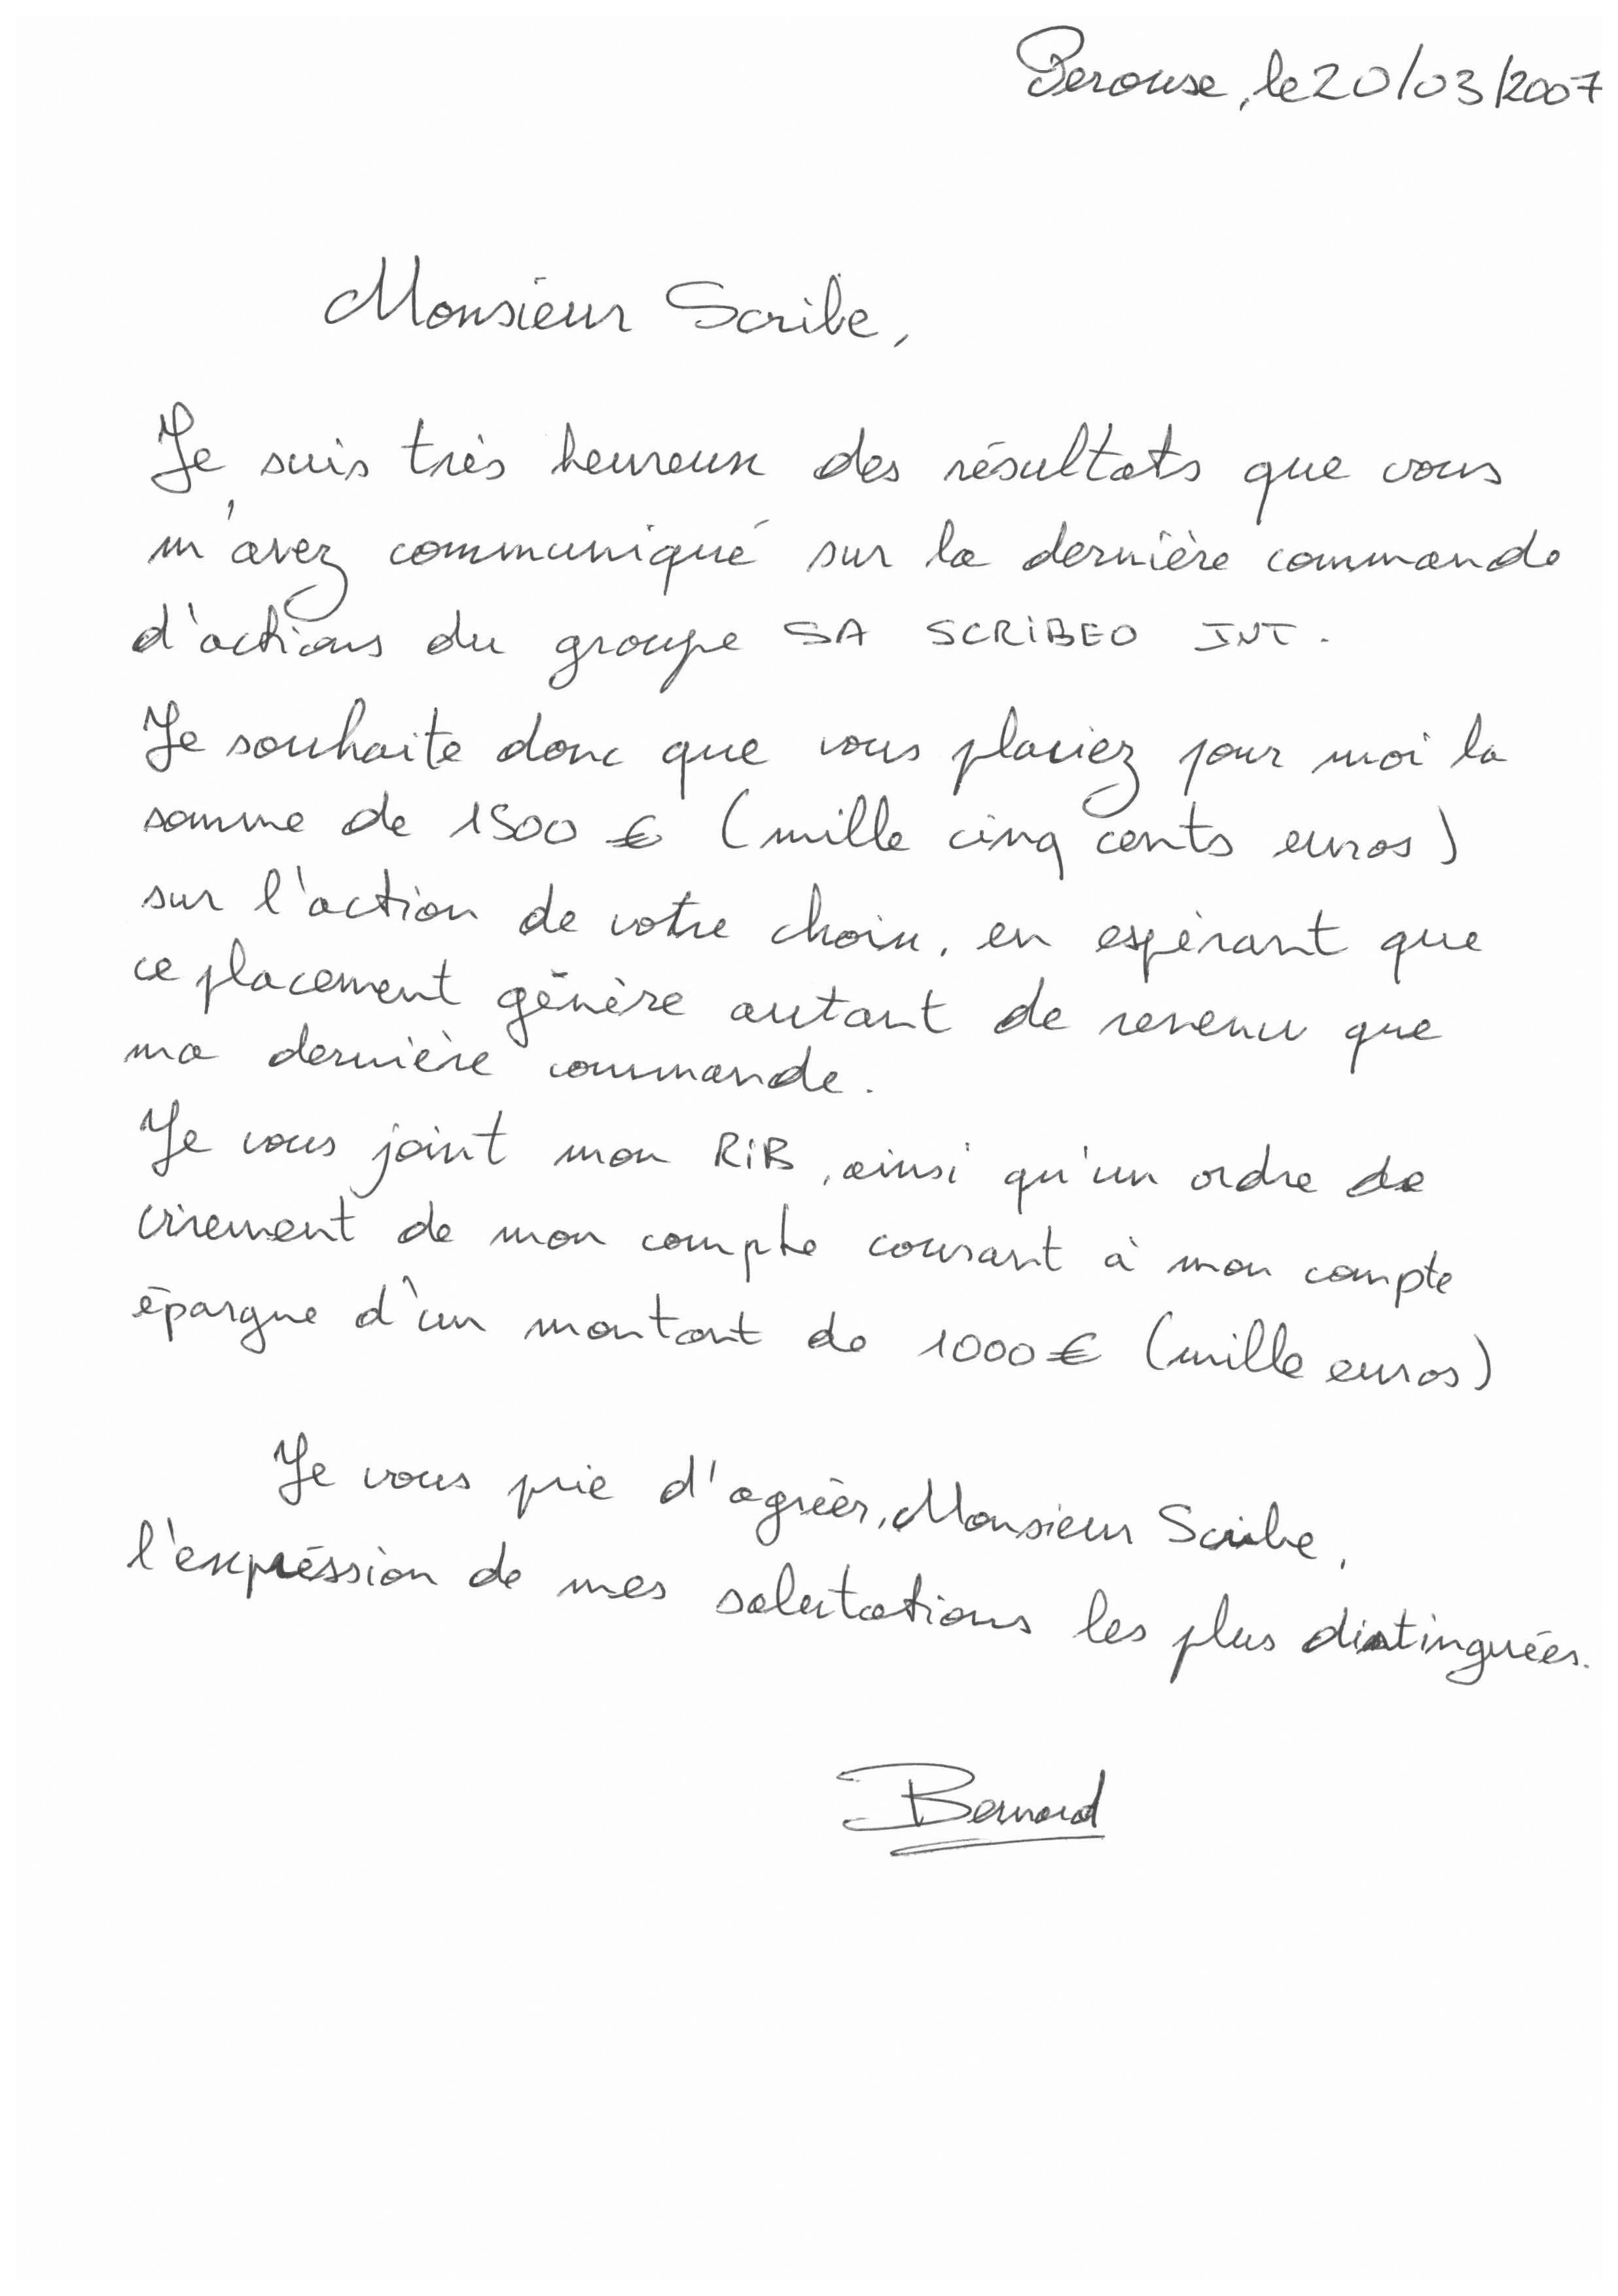 Perouse, le 20/03/2007
Monsieur Scribe,
Je suis très heureux des résultats que vous
m'avez communiqué sur la dernière commande
d'actions du groupe SA SCRIBEO INT.
Je souhaite donc que vous placiez pour moi la
somme de 1500 € (mille cinq cents euros)
sur l'action de votre choix, en espérant que
ce placement génère autant de revenu que
ma dernière commande.
Je vous joint mon RIB, ainsi qu'un ordre de
virement de mon compte courant à mon compte
épargne d'un montant de 1000 € (mille euros)
Je vous prie d'agréer, Monsieur Scribe,
l'expréssion de mes salutations les plus distinguées.
Bernard